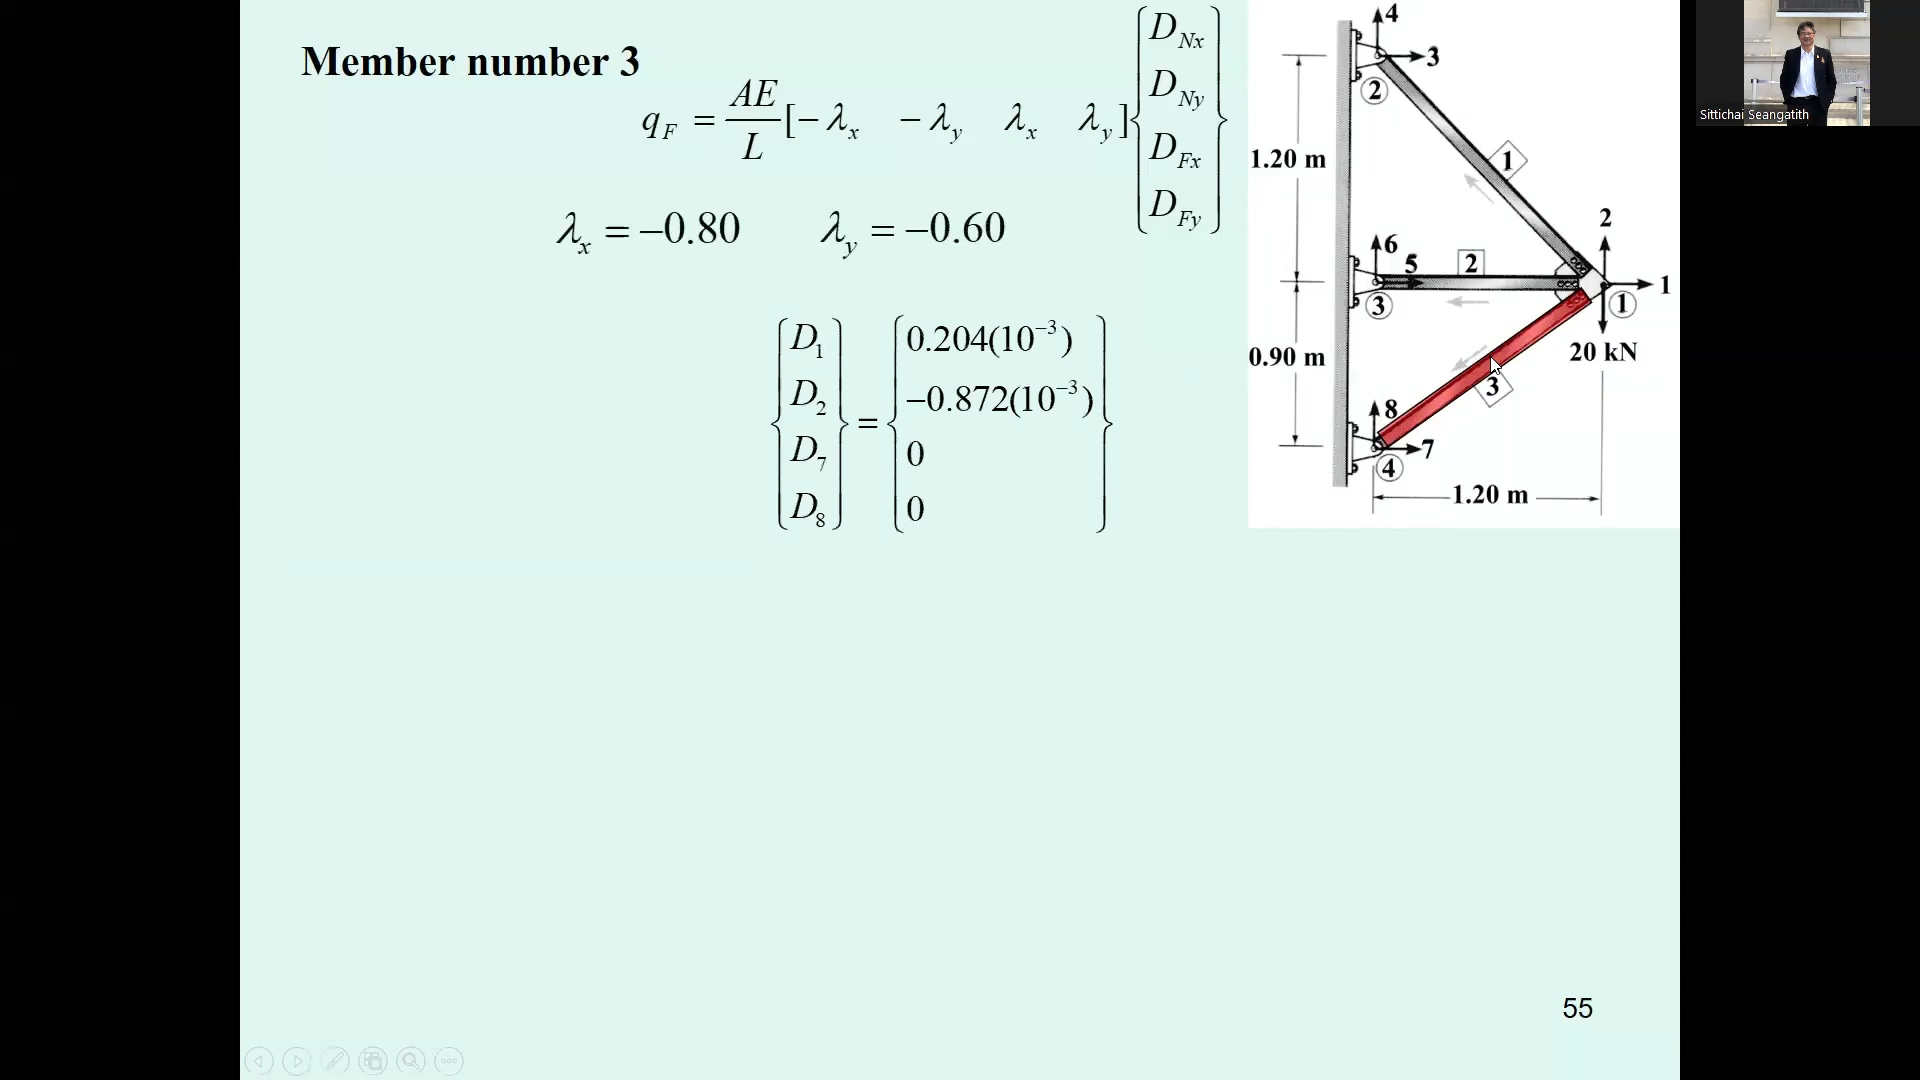 Member number 3
q_F = AE/L [−λ_x −λ_y λ_x λ_y] {D_Nx D_Ny D_Fx D_Fy}
λ_x = −0.80 λ_y = −0.60
{D_1 D_2 D_7 D_8} = {0.204(10^−3) −0.872(10^−3) 0 0}
4
3
2
1
1.20 m
2
6
5
2
1
3
1
20 kN
0.90 m
3
8
7
4
1.20 m
Sittichai Seangatith
55